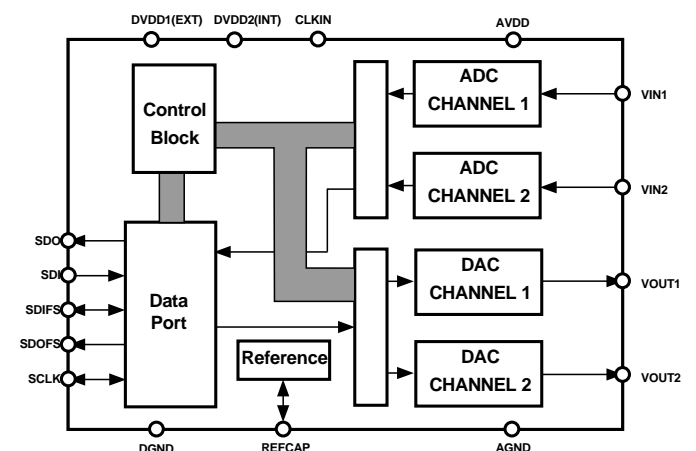 DVDD1(EXT) DVDD2(INT) CLKIN AVDD
Control
Block
ADC
CHANNEL 1
VIN1
ADC
CHANNEL 2
VIN2
SDO
SDI
SDIFS
SDOFS
SCLK
Data
Port
DAC
CHANNEL 1
VOUT1
Reference
DAC
CHANNEL 2
VOUT2
DGND REFCAP AGND